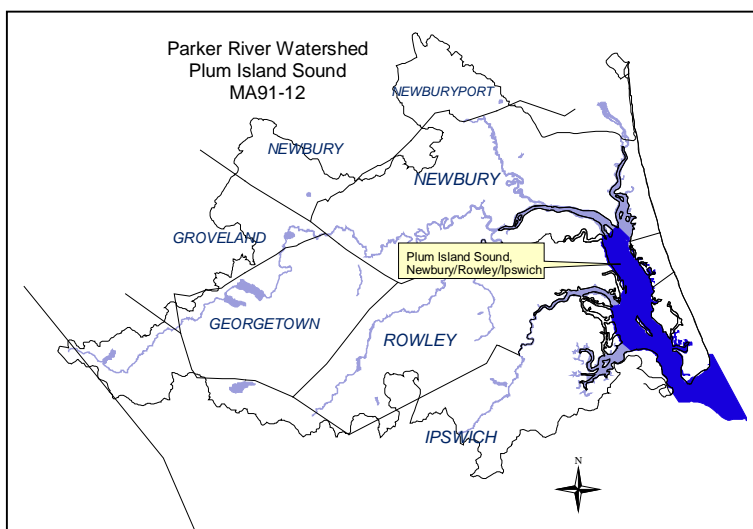 Parker River Watershed
Plum Island Sound
MA91-12
NEWBURYPORT
NEWBURY
NEWBURY
GROVELAND
Plum Island Sound,
Newbury/Rowley/Ipswich
GEORGETOWN
ROWLEY
IPSWICH
N